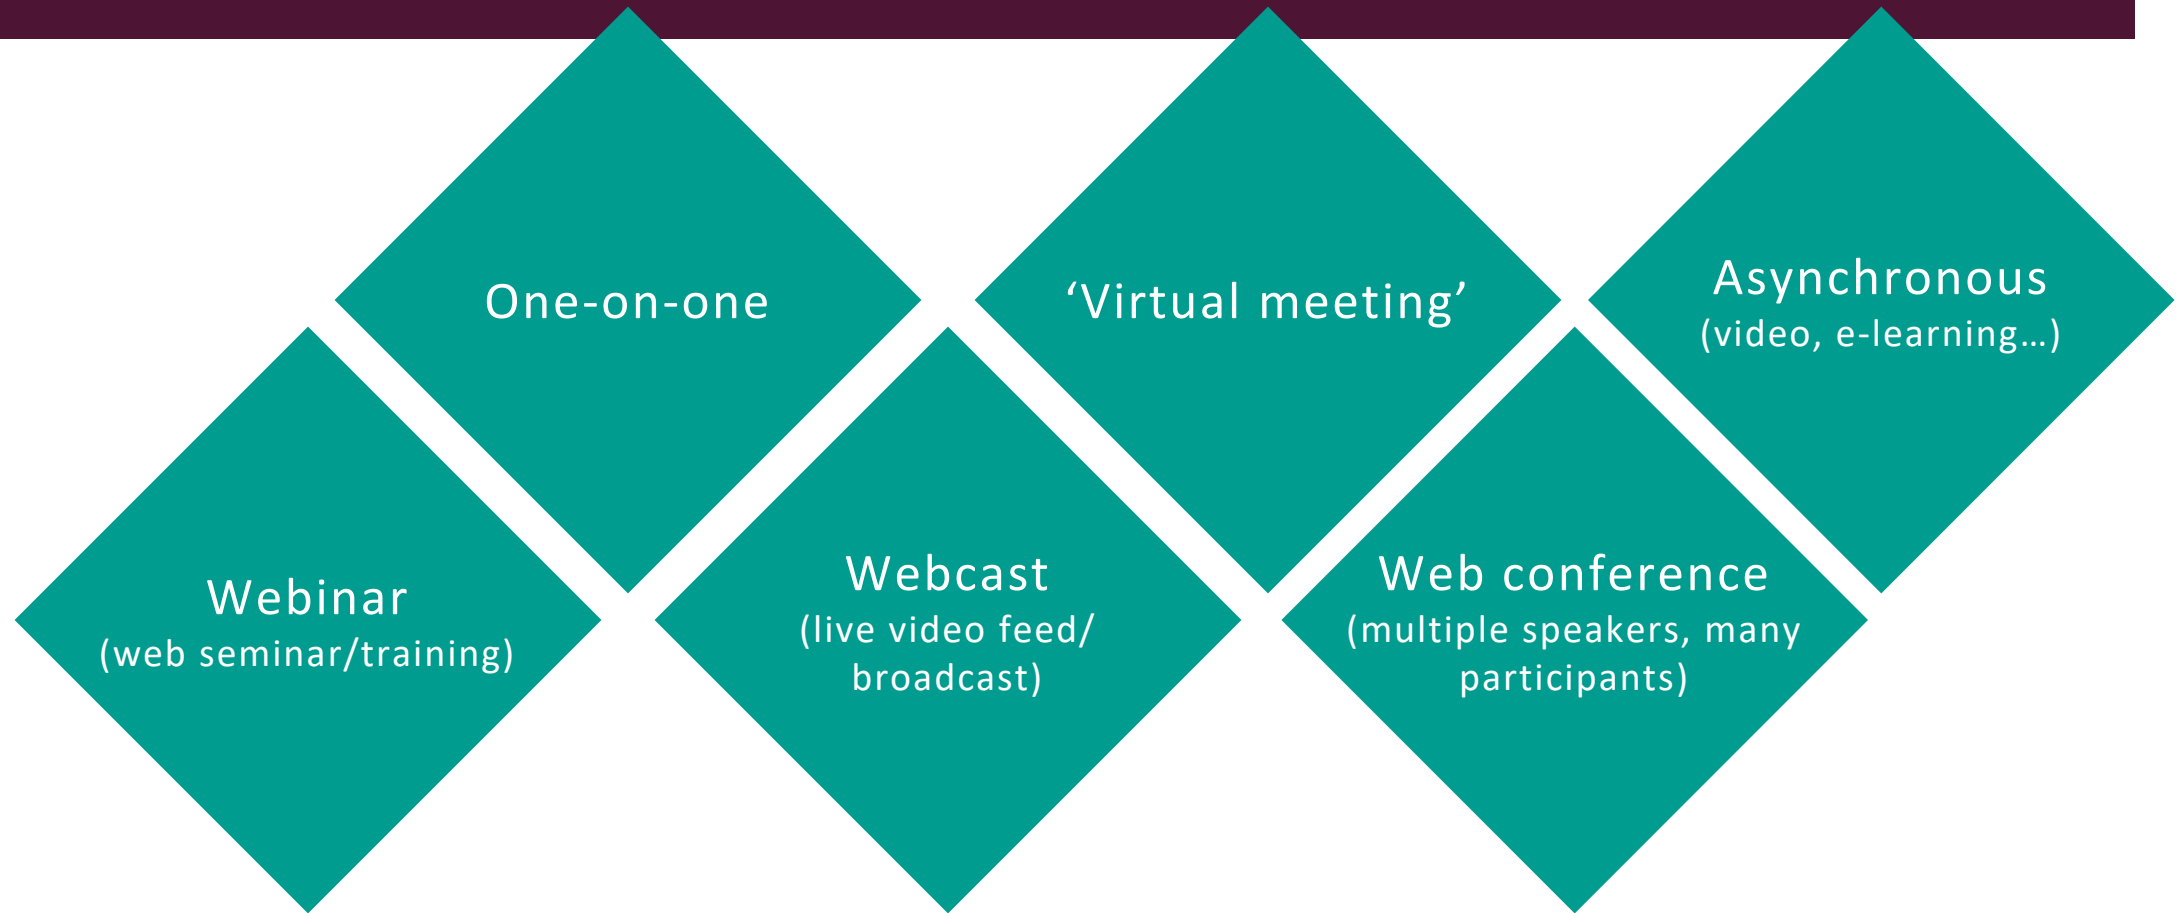 One-on-one
‘Virtual meeting’
Asynchronous
(video, e-learning…)
Webinar
(web seminar/training)
Webcast
(live video feed/
broadcast)
Web conference
(multiple speakers, many
participants)